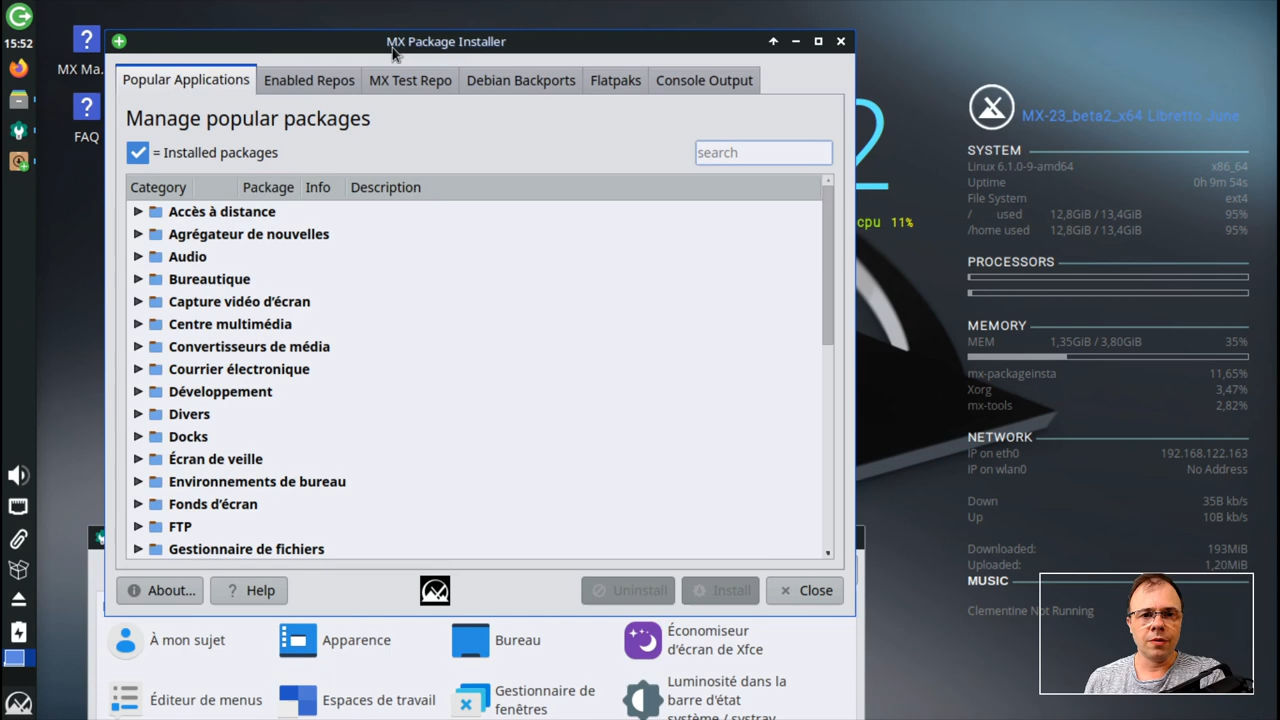 15:52
MX Ma...
FAQ
MX Package Installer
Popular Applications
Enabled Repos
MX Test Repo
Debian Backports
Flatpaks
Console Output
Manage popular packages
= Installed packages
search
Category
Package
Info
Description
Accès à distance
Agrégateur de nouvelles
Audio
Bureautique
Capture vidéo d’écran
Centre multimédia
Convertisseurs de média
Courrier électronique
Développement
Divers
Docks
Écran de veille
Environnements de bureau
Fonds d’écran
FTP
Gestionnaire de fichiers
About...
? Help
Uninstall
Install
Close
À mon sujet
Apparence
Bureau
Économiseur
d’écran de Xfce
Éditeur de menus
Espaces de travail
Gestionnaire de
fenêtres
Luminosité dans la
barre d’état
système / systray
2
cpu 11%
MX-23_beta2_x64 Libretto June
SYSTEM
Linux 6.1.0-9-amd64 x86_64
Uptime 0h 9m 54s
File System ext4
/ used 12,8GiB / 13,4GiB 95%
/home used 12,8GiB / 13,4GiB 95%
PROCESSORS
MEMORY
MEM 1,35GiB / 3,80GiB 35%
mx-packageinsta 11,65%
Xorg 3,47%
mx-tools 2,82%
NETWORK
IP on eth0 192.168.122.163
IP on wlan0 No Address
Down 35B kb/s
Up 10B kb/s
Downloaded: 193MiB
Uploaded: 1,20MiB
MUSIC
Clementine Not Running